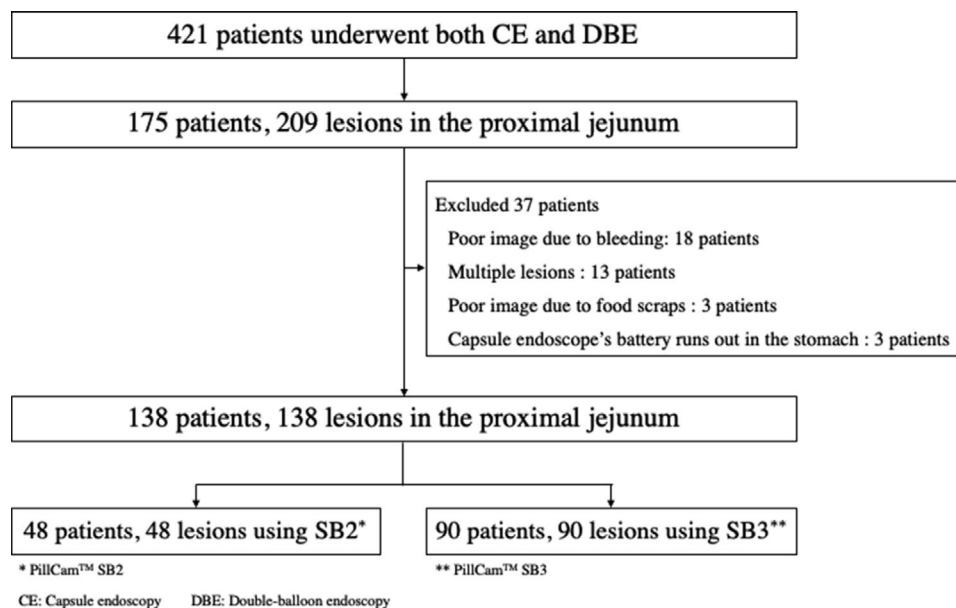 421 patients underwent both CE and DBE
175 patients, 209 lesions in the proximal jejunum
Excluded 37 patients
Poor image due to bleeding: 18 patients
Multiple lesions : 13 patients
Poor image due to food scraps : 3 patients
Capsule endoscope's battery runs out in the stomach : 3 patients
138 patients, 138 lesions in the proximal jejunum
48 patients, 48 lesions using SB2*
90 patients, 90 lesions using SB3**
* PillCam™ SB2
** PillCam™ SB3
CE: Capsule endoscopy DBE: Double-balloon endoscopy